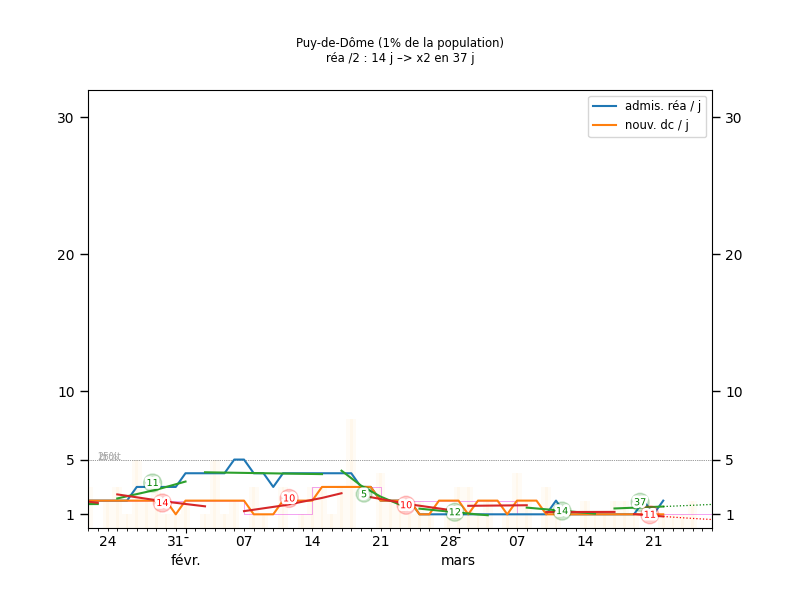 Puy-de-Dôme (1% de la population)
réa /2 : 14 j –> x2 en 37 j
admis. réa / j
nouv. dc / j
30 30
20 20
10 10
5 5
1 1
11 14 10 5 10 12 14 37 11
24 31 07 14 21 28 07 14 21
févr. mars